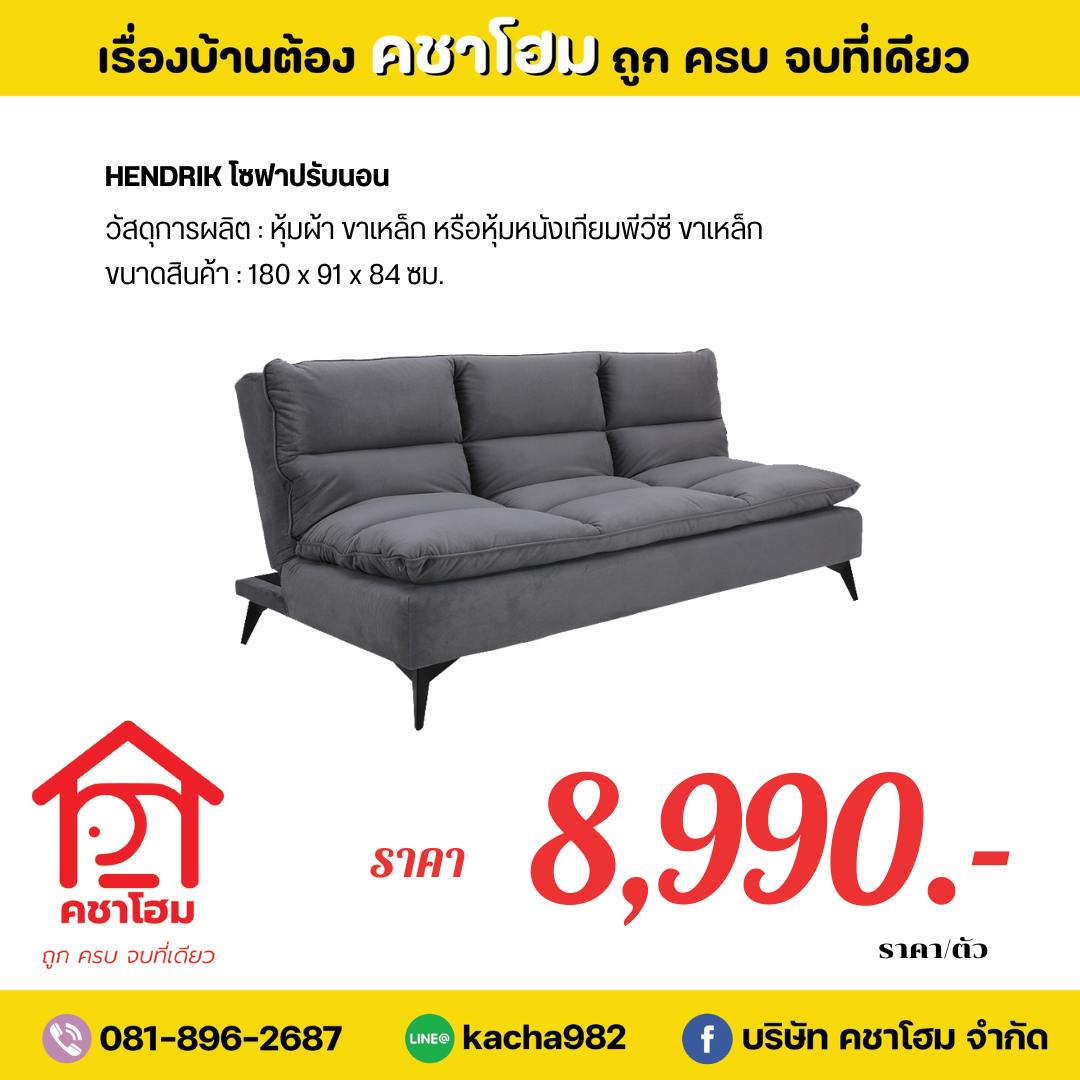 เรื่องบ้านต้อง คชาโฮม ถูก ครบ จบที่เดียว
HENDRIK โซฟาปรับนอน
วัสดุการผลิต : หุ้มผ้า ขาเหล็ก หรือหุ้มหนังเทียมพีวีซี ขาเหล็ก
ขนาดสินค้า : 180 x 91 x 84 ซม.
คชาโฮม
ถูก ครบ จบที่เดียว
ราคา 8,990.-
ราคา/ตัว
081-896-2687 LINE@ kacha982 f บริษัท คชาโฮม จำกัด